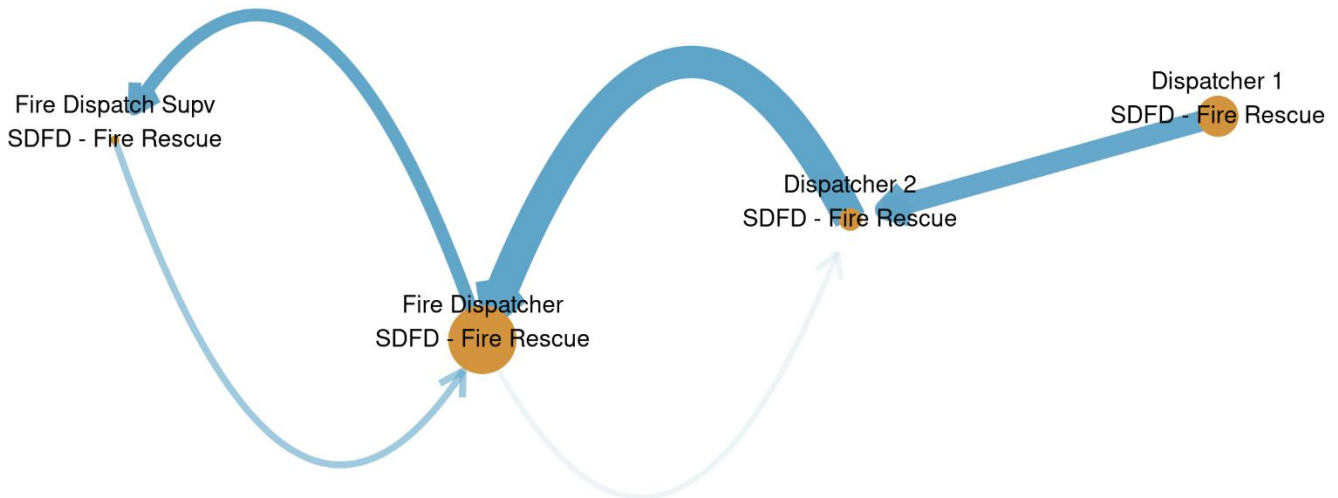 Fire Dispatch Supv
SDFD - Fire Rescue
Fire Dispatcher
SDFD - Fire Rescue
Dispatcher 2
SDFD - Fire Rescue
Dispatcher 1
SDFD - Fire Rescue